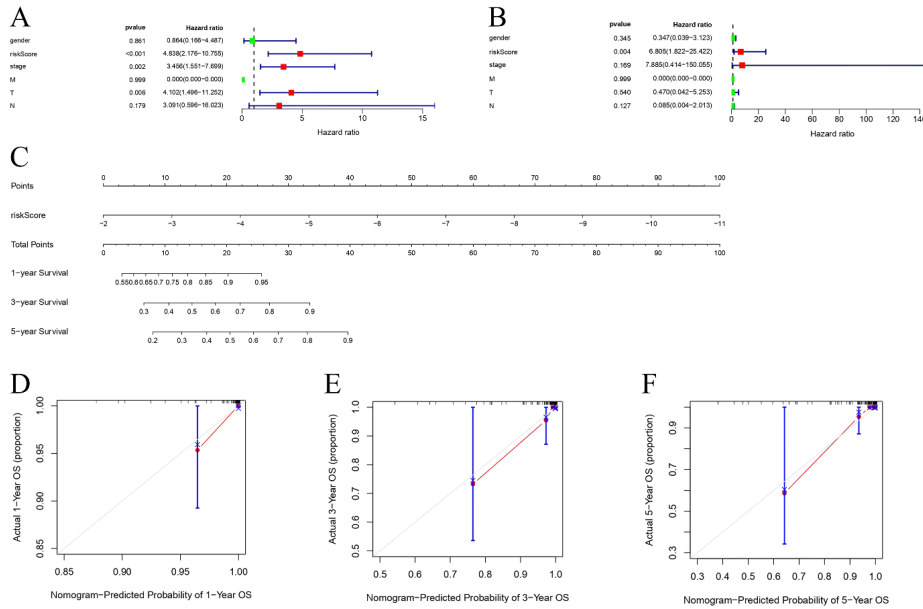 A
pvalue Hazard ratio
gender 0.861 0.864(0.166−4.487)
riskScore <0.001 4.838(2.176−10.755)
stage 0.002 3.456(1.551−7.699)
M 0.999 0.000(0.000−0.000)
T 0.006 4.102(1.496−11.252)
N 0.179 3.091(0.596−16.023)
0 5 10 15
Hazard ratio
B
pvalue Hazard ratio
gender 0.345 0.347(0.039−3.123)
riskScore 0.004 6.805(1.822−25.422)
stage 0.169 7.885(0.414−150.055)
M 0.999 0.000(0.000−0.000)
T 0.540 0.470(0.042−5.253)
N 0.127 0.085(0.004−2.013)
0 20 40 60 80 100 120 140
Hazard ratio
C
Points 0 10 20 30 40 50 60 70 80 90 100
riskScore −2 −3 −4 −5 −6 −7 −8 −9 −10 −11
Total Points 0 10 20 30 40 50 60 70 80 90 100
1−year Survival 0.55 0.6 0.65 0.7 0.75 0.8 0.85 0.9 0.95
3−year Survival 0.3 0.4 0.5 0.6 0.7 0.8 0.9
5−year Survival 0.2 0.3 0.4 0.5 0.6 0.7 0.8 0.9
D
Actual 1−Year OS (proportion)
1.00
0.95
0.90
0.85
0.85 0.90 0.95 1.00
Nomogram−Predicted Probability of 1−Year OS
E
Actual 3−Year OS (proportion)
1.0
0.9
0.8
0.7
0.6
0.5
0.5 0.6 0.7 0.8 0.9 1.0
Nomogram−Predicted Probability of 3−Year OS
F
Actual 5−Year OS (proportion)
1.0
0.9
0.8
0.7
0.6
0.5
0.4
0.3
0.3 0.4 0.5 0.6 0.7 0.8 0.9 1.0
Nomogram−Predicted Probability of 5−Year OS